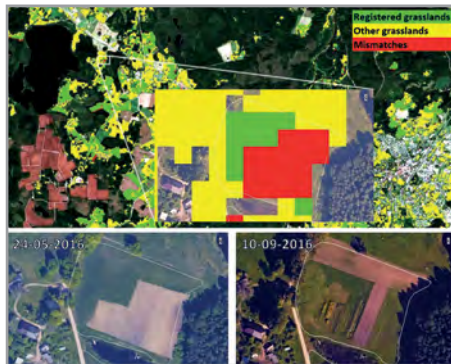 Registered grasslands
Other grasslands
Mismatches
24-05-2016
10-09-2016